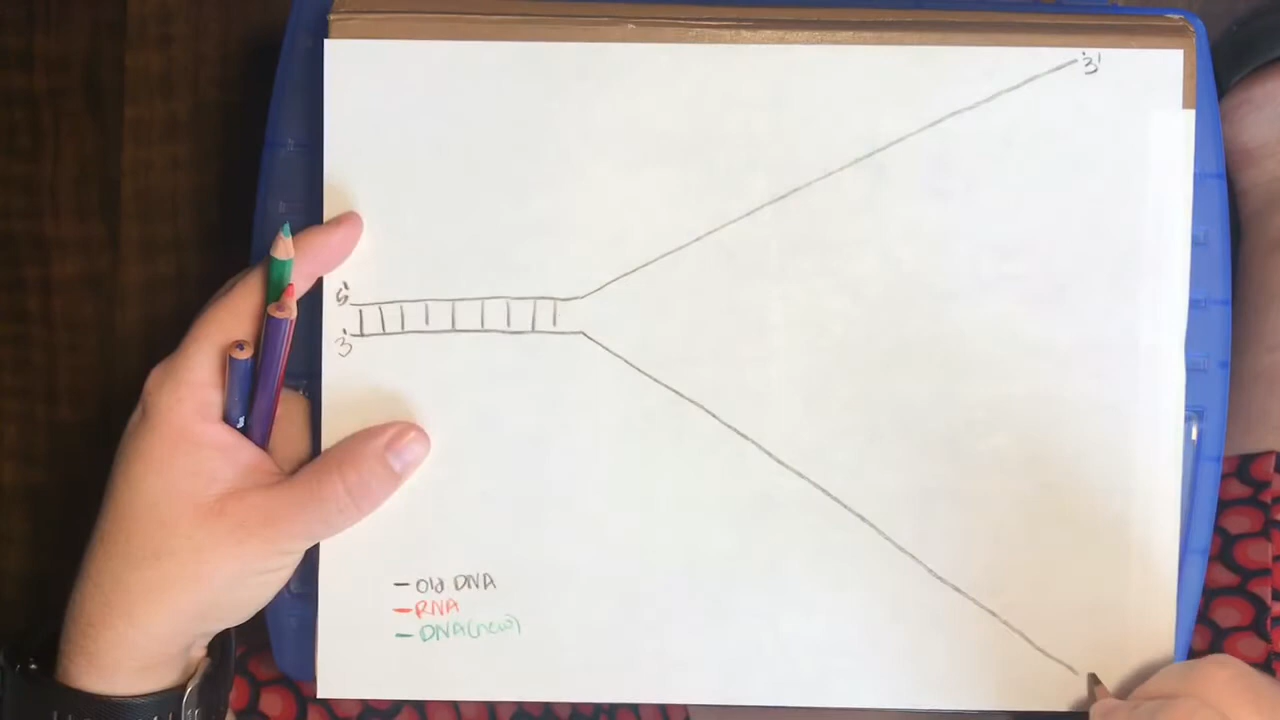 3'
5'
3'
- Old DNA
- RNA
- DNA(new)